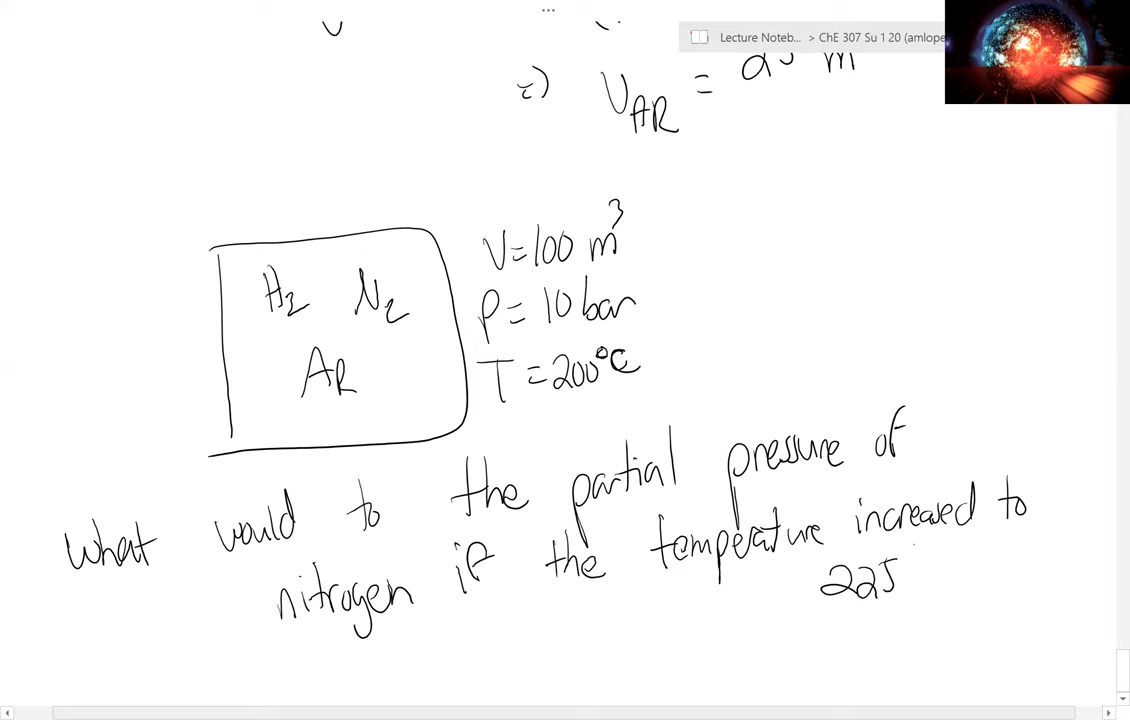 Lecture Noteb... > ChE 307 Su 1 20 (amlope
c) V_AR =
H₂ N₂
AR
V=100 m³
P= 10 bar
T =200°C
What would to the partial pressure of
nitrogen if the temperature increased to
225